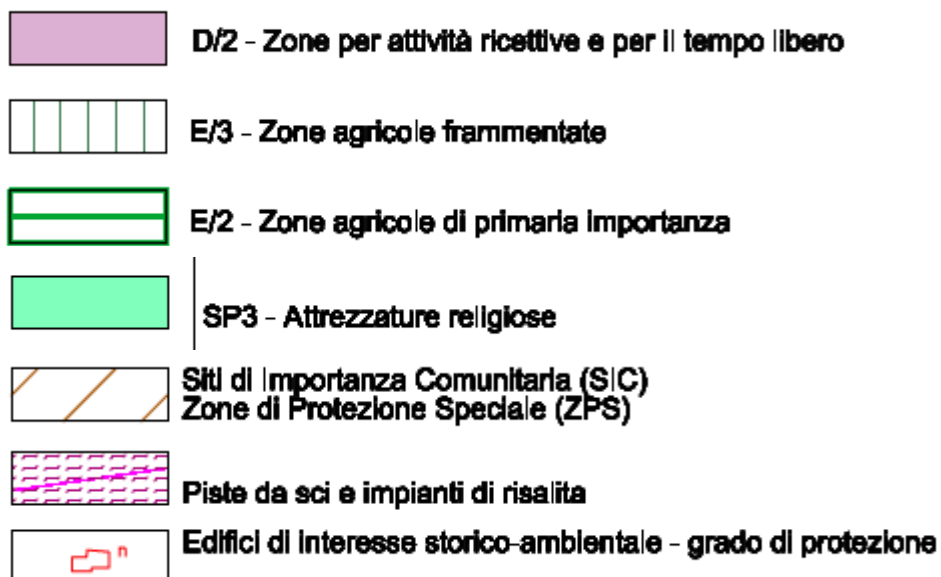 D/2 - Zone per attività ricettive e per il tempo libero
E/3 - Zone agricole frammentate
E/2 - Zone agricole di primaria importanza
SP3 - Attrezzature religiose
Siti di Importanza Comunitaria (SIC)
Zone di Protezione Speciale (ZPS)
Piste da sci e impianti di risalita
n
Edifici di interesse storico-ambientale - grado di protezione